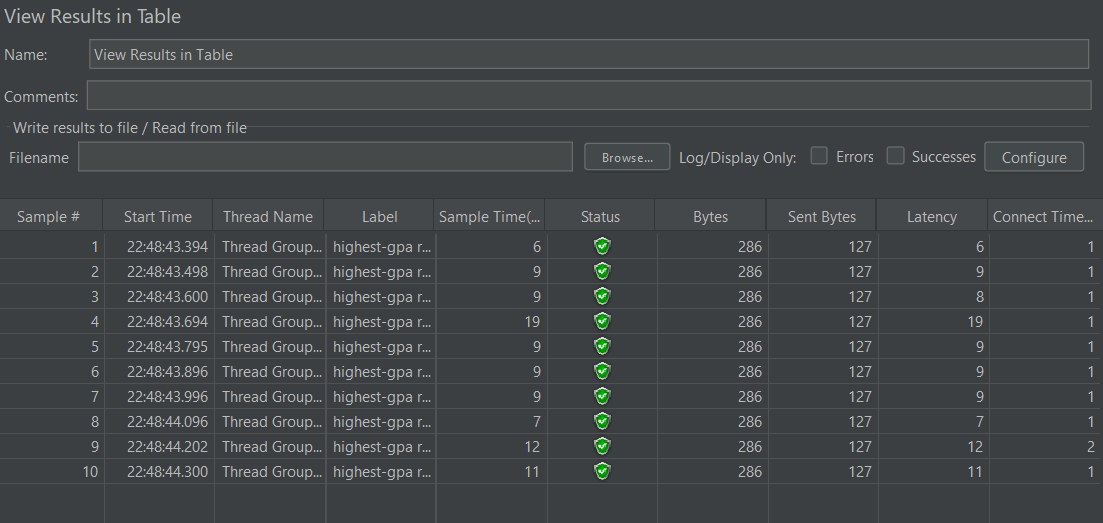 View Results in Table
Name: View Results in Table
Comments:
Write results to file / Read from file
Filename Browse... Log/Display Only: Errors Successes Configure
Sample # Start Time Thread Name Label Sample Time(... Status Bytes Sent Bytes Latency Connect Time...
1 22:48:43.394 Thread Group... highest-gpa r... 6 286 127 6 1
2 22:48:43.498 Thread Group... highest-gpa r... 9 286 127 9 1
3 22:48:43.600 Thread Group... highest-gpa r... 9 286 127 8 1
4 22:48:43.694 Thread Group... highest-gpa r... 19 286 127 19 1
5 22:48:43.795 Thread Group... highest-gpa r... 9 286 127 9 1
6 22:48:43.896 Thread Group... highest-gpa r... 9 286 127 9 1
7 22:48:43.996 Thread Group... highest-gpa r... 9 286 127 9 1
8 22:48:44.096 Thread Group... highest-gpa r... 7 286 127 7 1
9 22:48:44.202 Thread Group... highest-gpa r... 12 286 127 12 2
10 22:48:44.300 Thread Group... highest-gpa r... 11 286 127 11 1